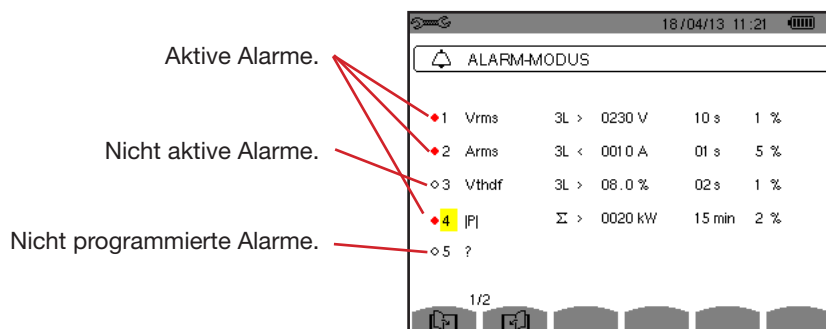 18/04/13 11:21
ALARM-MODUS
Aktive Alarme.
1 Vrms 3L > 0230 V 10 s 1 %
2 Arms 3L < 0010 A 01 s 5 %
Nicht aktive Alarme.
3 Vthdf 3L > 08.0 % 02 s 1 %
4 |P| Σ > 0020 kW 15 min 2 %
Nicht programmierte Alarme.
5 ?
1/2